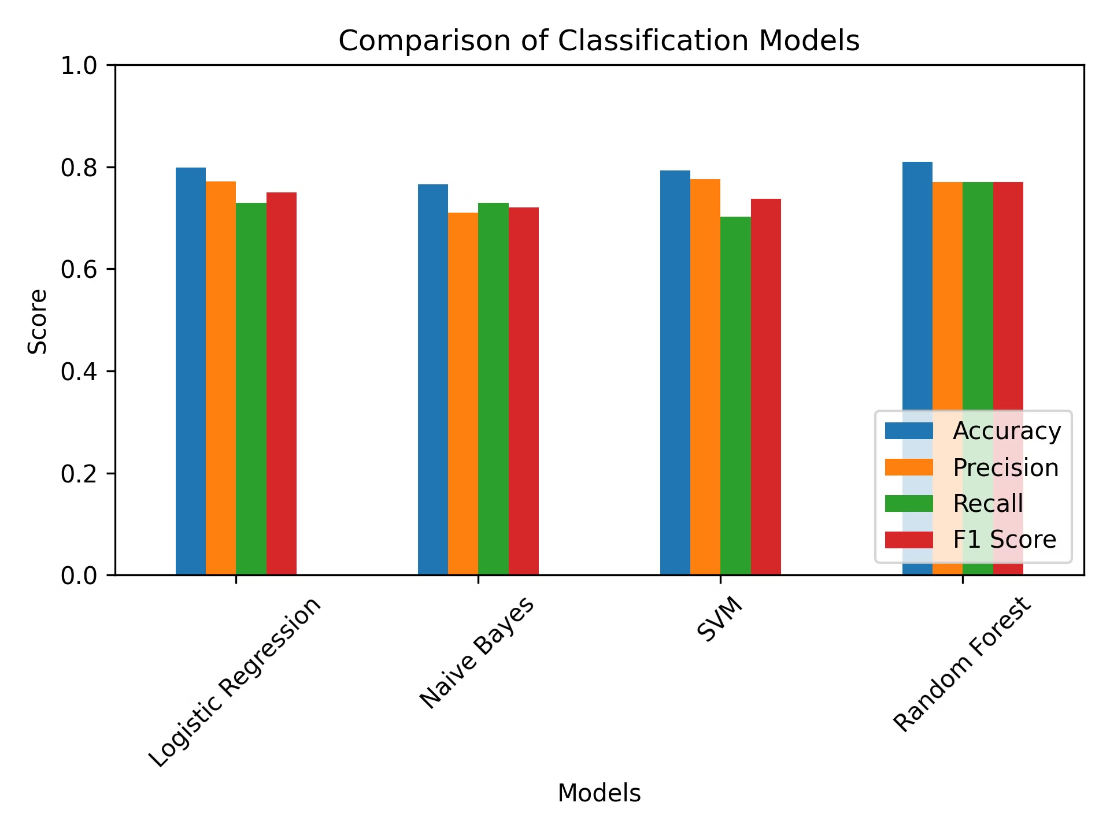 Comparison of Classification Models
1.0
0.8
0.6
0.4
0.2
0.0
Score
Accuracy
Precision
Recall
F1 Score
Logistic Regression
Naive Bayes
SVM
Random Forest
Models